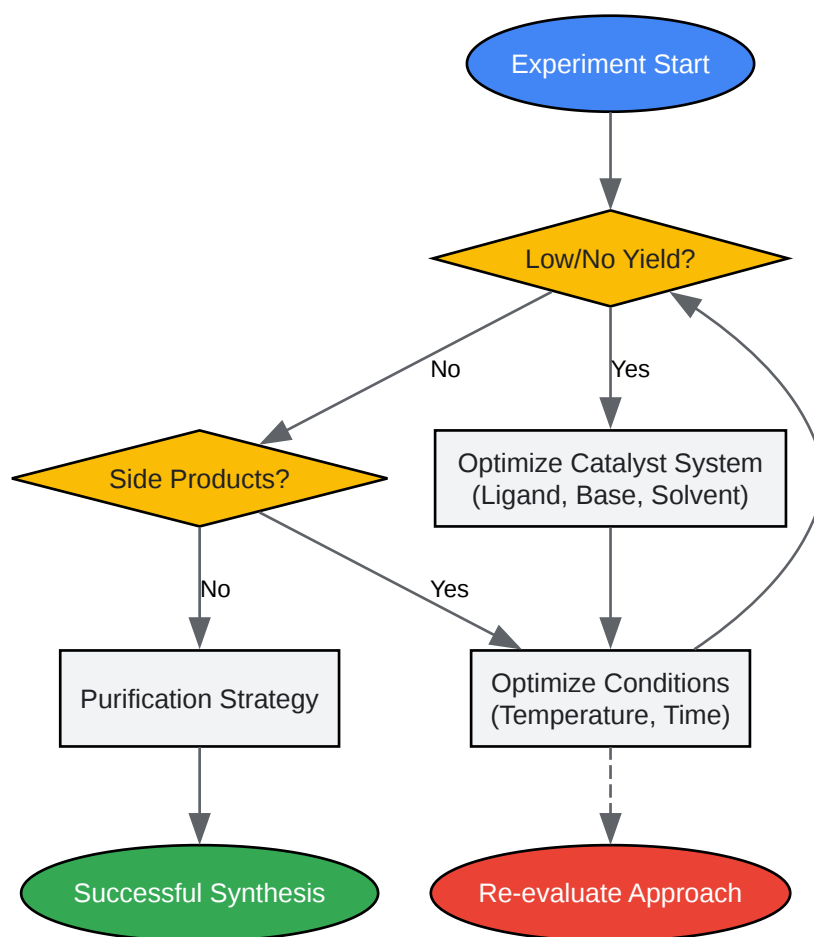 Experiment Start
Low/No Yield?
No
Yes
Side Products?
Optimize Catalyst System
(Ligand, Base, Solvent)
No
Yes
Purification Strategy
Optimize Conditions
(Temperature, Time)
Successful Synthesis
Re-evaluate Approach